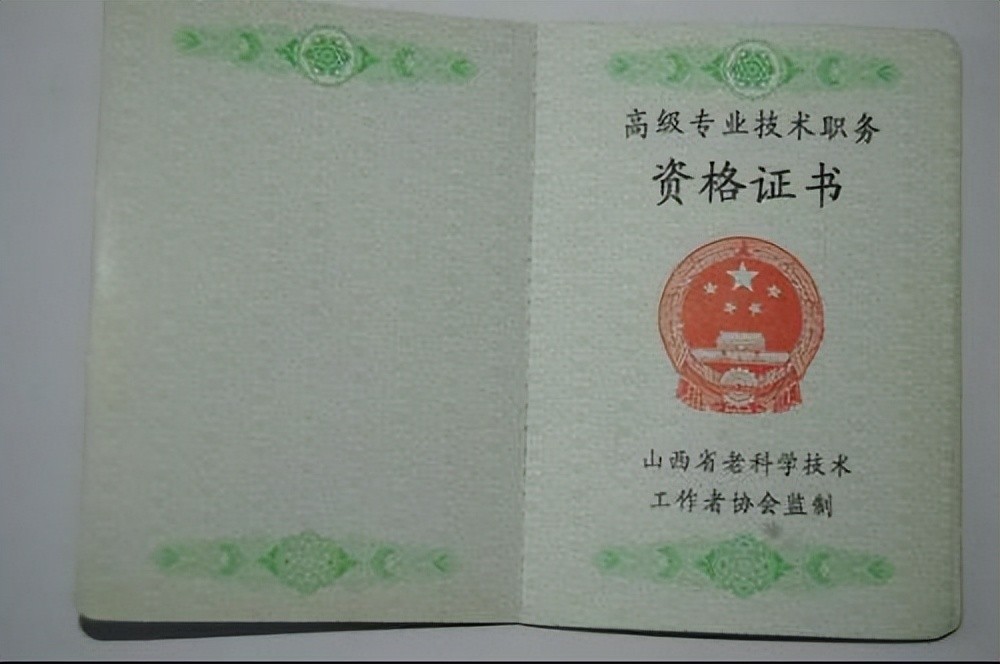 高级专业技术职务
资格证书
山西省老科学技术
工作者协会监制